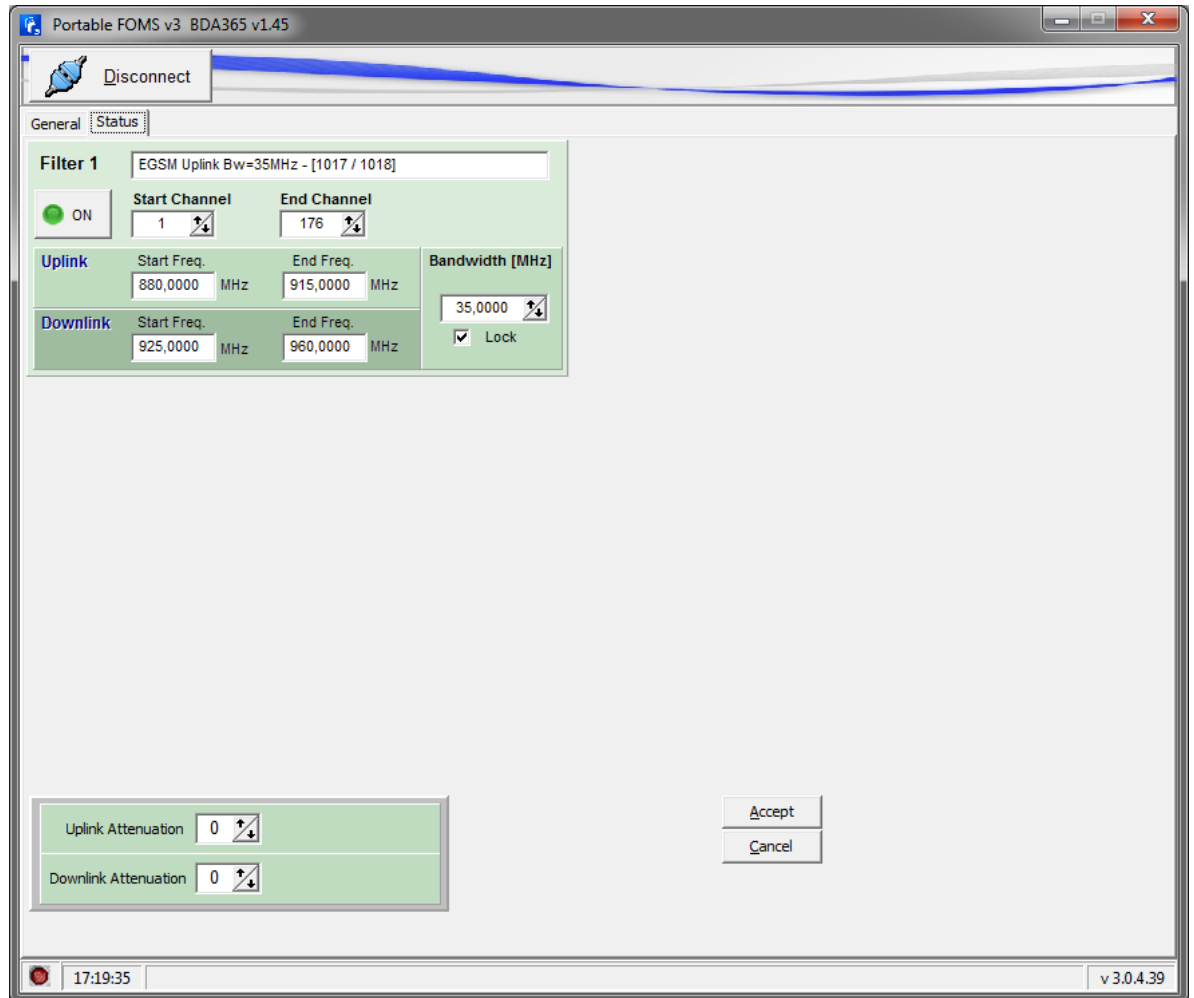 Portable FOMS v3 BDA365 v1.45
Disconnect
General Status
Filter 1 EGSM Uplink Bw=35MHz - [1017 / 1018]
ON
Start Channel End Channel
1 176
Uplink Start Freq. End Freq. Bandwidth [MHz]
880,0000 MHz 915,0000 MHz
35,0000
Downlink Start Freq. End Freq.
Lock
925,0000 MHz 960,0000 MHz
Uplink Attenuation 0
Accept
Cancel
Downlink Attenuation 0
17:19:35 v 3.0.4.39